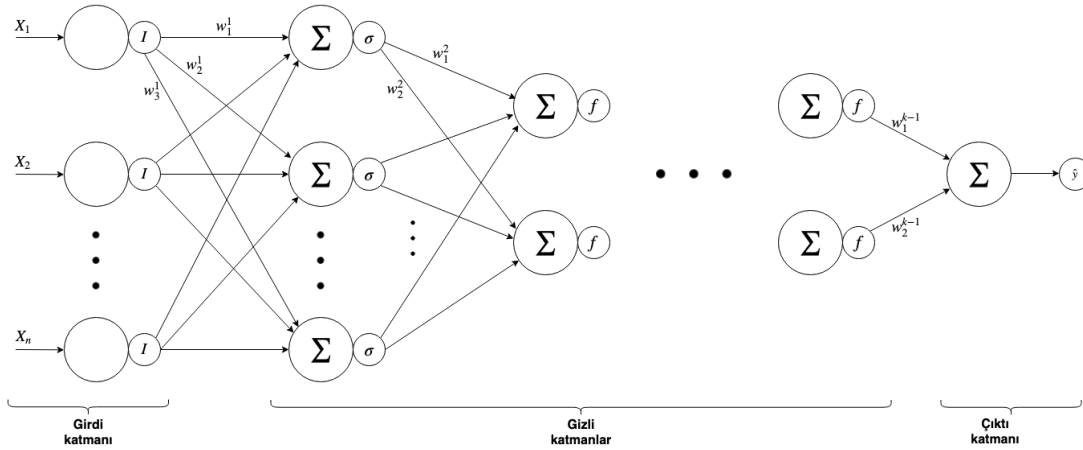 X₁
I
w₁¹
w₂¹
w₃¹
Σ
σ
w₁²
w₂²
Σ
f
Σ
f
w₁ᵏ⁻¹
X₂
I
Σ
σ
Σ
ŷ
Σ
f
Σ
f
w₂ᵏ⁻¹
Xₙ
I
Σ
σ
Girdi
katmanı
Gizli
katmanlar
Çıktı
katmanı